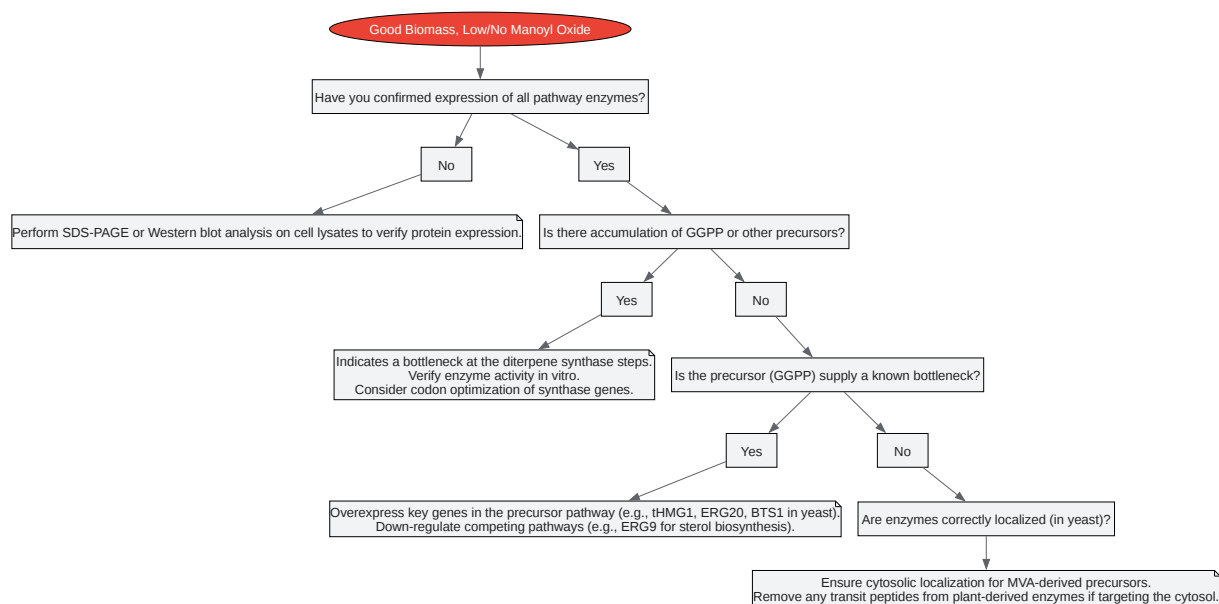 Good Biomass, Low/No Manoyl Oxide
Have you confirmed expression of all pathway enzymes?
No
Yes
Perform SDS-PAGE or Western blot analysis on cell lysates to verify protein expression.
Is there accumulation of GGPP or other precursors?
Yes
No
Indicates a bottleneck at the diterpene synthase steps.
Verify enzyme activity in vitro.
Consider codon optimization of synthase genes.
Is the precursor (GGPP) supply a known bottleneck?
Yes
No
Overexpress key genes in the precursor pathway (e.g., tHMG1, ERG20, BTS1 in yeast).
Down-regulate competing pathways (e.g., ERG9 for sterol biosynthesis).
Are enzymes correctly localized (in yeast)?
Ensure cytosolic localization for MVA-derived precursors.
Remove any transit peptides from plant-derived enzymes if targeting the cytosol.